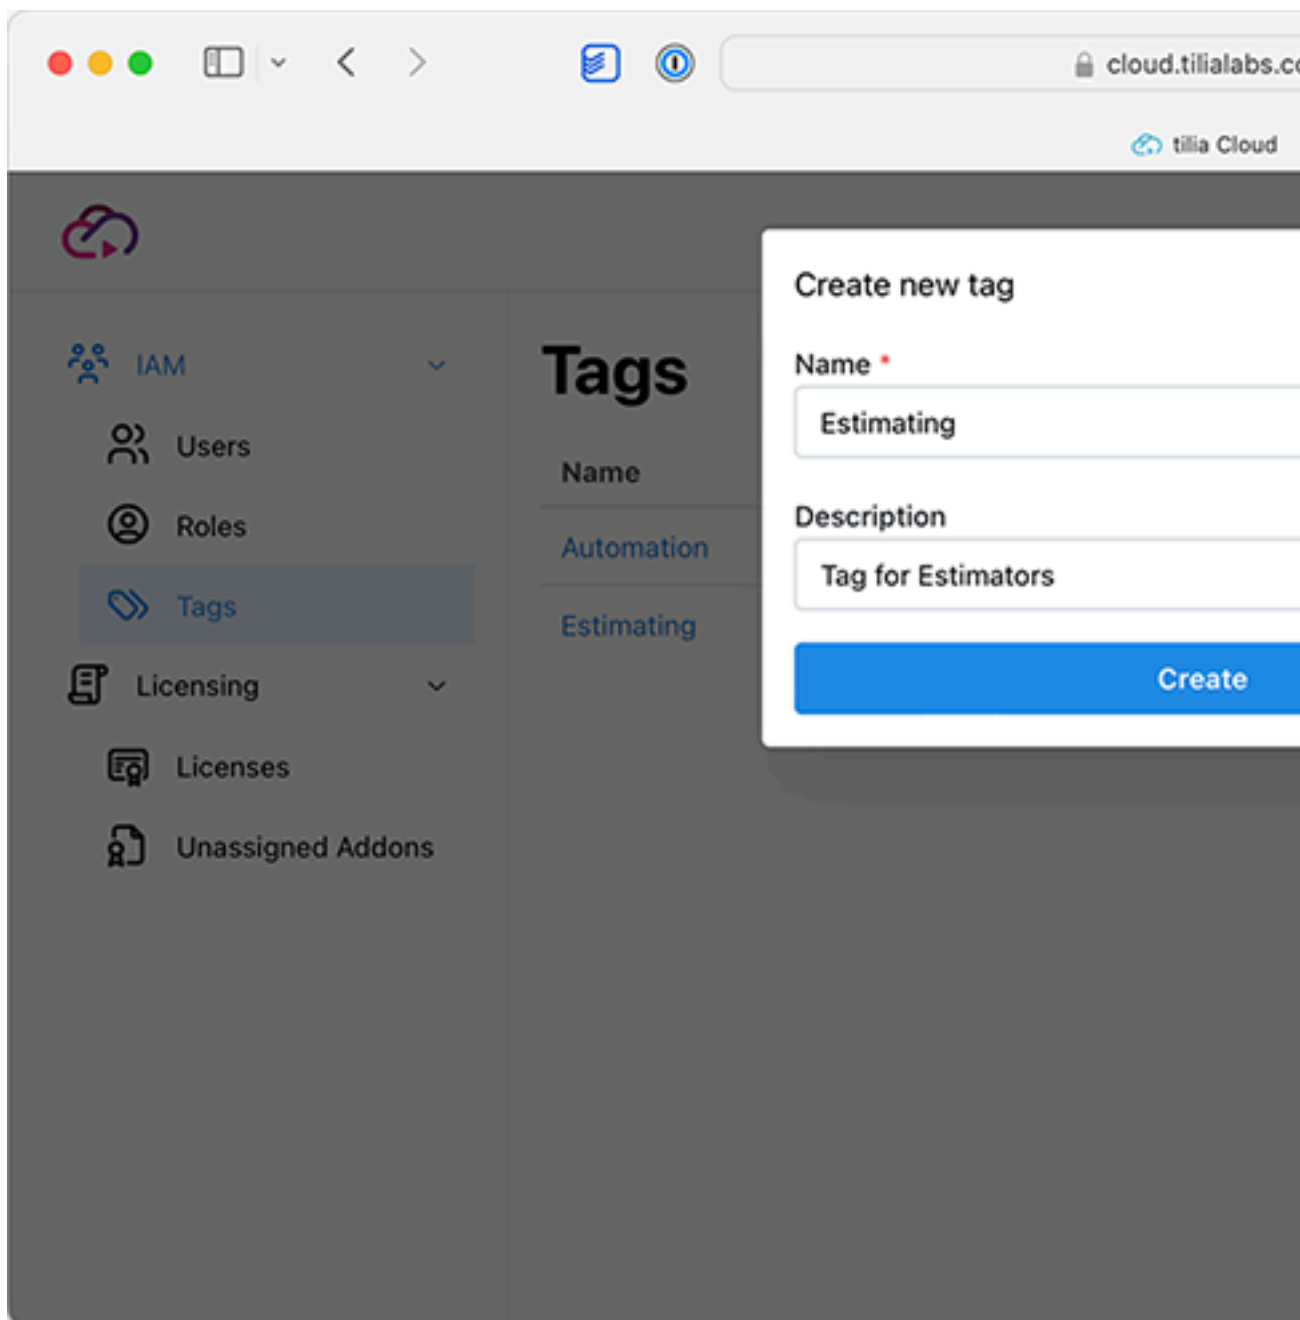 cloud.tilialabs.co
tilia Cloud
IAM
Users
Roles
Tags
Licensing
Licenses
Unassigned Addons
Tags
Name
Automation
Estimating
Create new tag
Name *
Estimating
Description
Tag for Estimators
Create